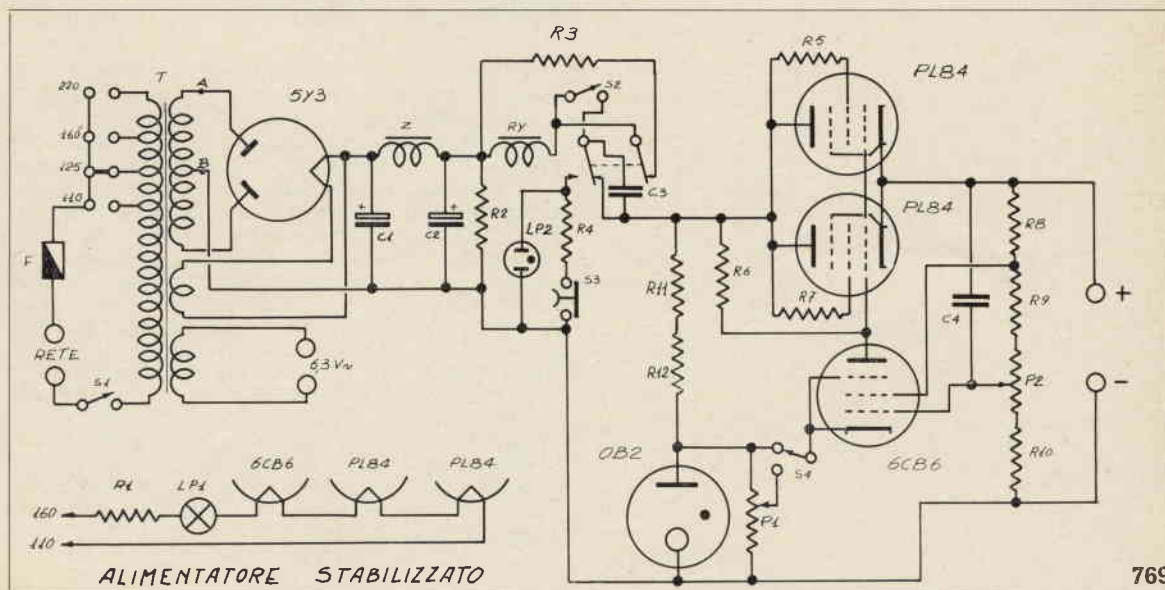 R3
R5
PL84
T
A
5Y3
S2
220
160
Z
RY
125
B
C3
110
+
+
PL84
C1
C2
R2
LP2
R4
R8
F
R11
R6
S3
R7
C4
R9
+
RETE
6,3 V~
R12
P2
-
S1
OB2
S4
6CB6
R10
6CB6
PL84
PL84
R1
LP1
P1
160
110
ALIMENTATORE STABILIZZATO
769